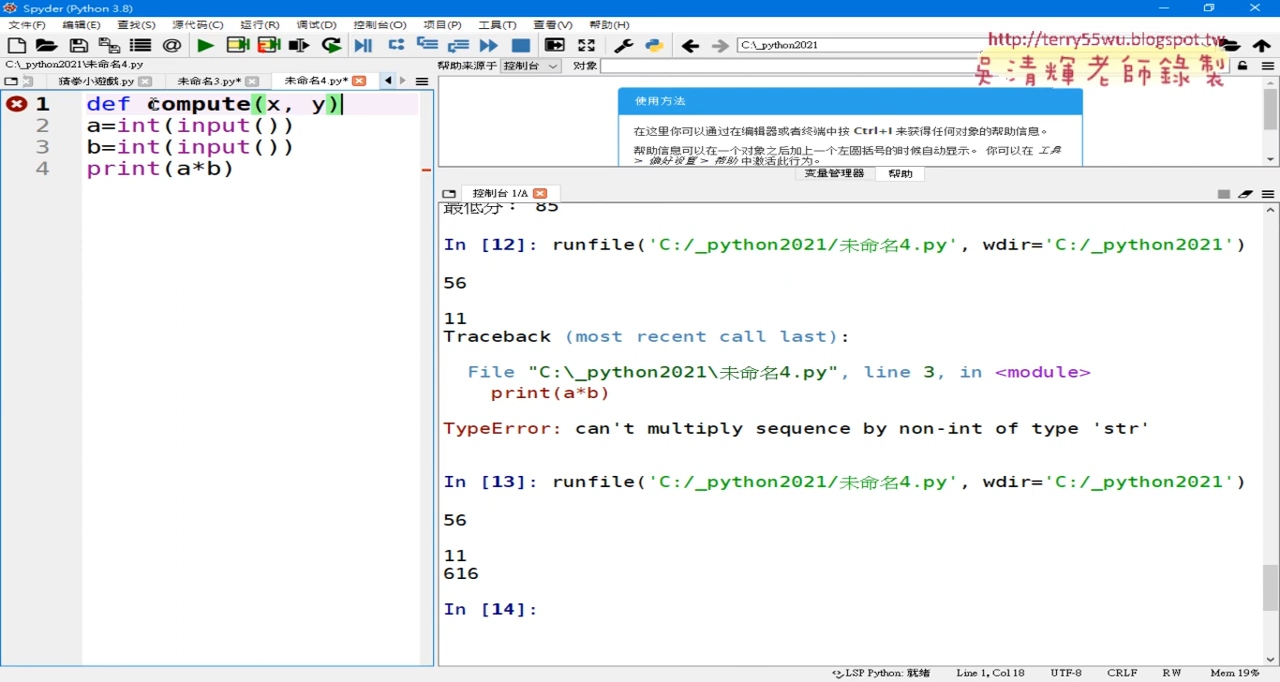 Spyder (Python 3.8)
文件(F) 编辑(E) 查找(S) 源代码(C) 运行(R) 调试(D) 控制台(O) 项目(P) 工具(T) 查看(V) 帮助(H)
C:\_python2021
http://terry55wu.blogspot.tw
吳清輝老師錄製
C:\_python2021\未命名4.py
帮助来源于 控制台 对象
猜拳小遊戲.py 未命名3.py* 未命名4.py*
1 def compute(x, y)
2 a=int(input())
3 b=int(input())
4 print(a*b)
使用方法
在这里你可以通过在编辑器或者终端中按 Ctrl+I 来获得任何对象的帮助信息。
帮助信息可以在一个对象之后加上一个左圆括号的时候自动显示。 你可以在 工具
> 偏好设置 > 帮助 中激活此行为。
变量管理器 帮助
控制台 1/A
最低分： 85
In [12]: runfile('C:/_python2021/未命名4.py', wdir='C:/_python2021')
56
11
Traceback (most recent call last):
File "C:\_python2021\未命名4.py", line 3, in <module>
print(a*b)
TypeError: can't multiply sequence by non-int of type 'str'
In [13]: runfile('C:/_python2021/未命名4.py', wdir='C:/_python2021')
56
11
616
In [14]:
LSP Python: 就绪 Line 1, Col 18 UTF-8 CRLF RW Mem 19%